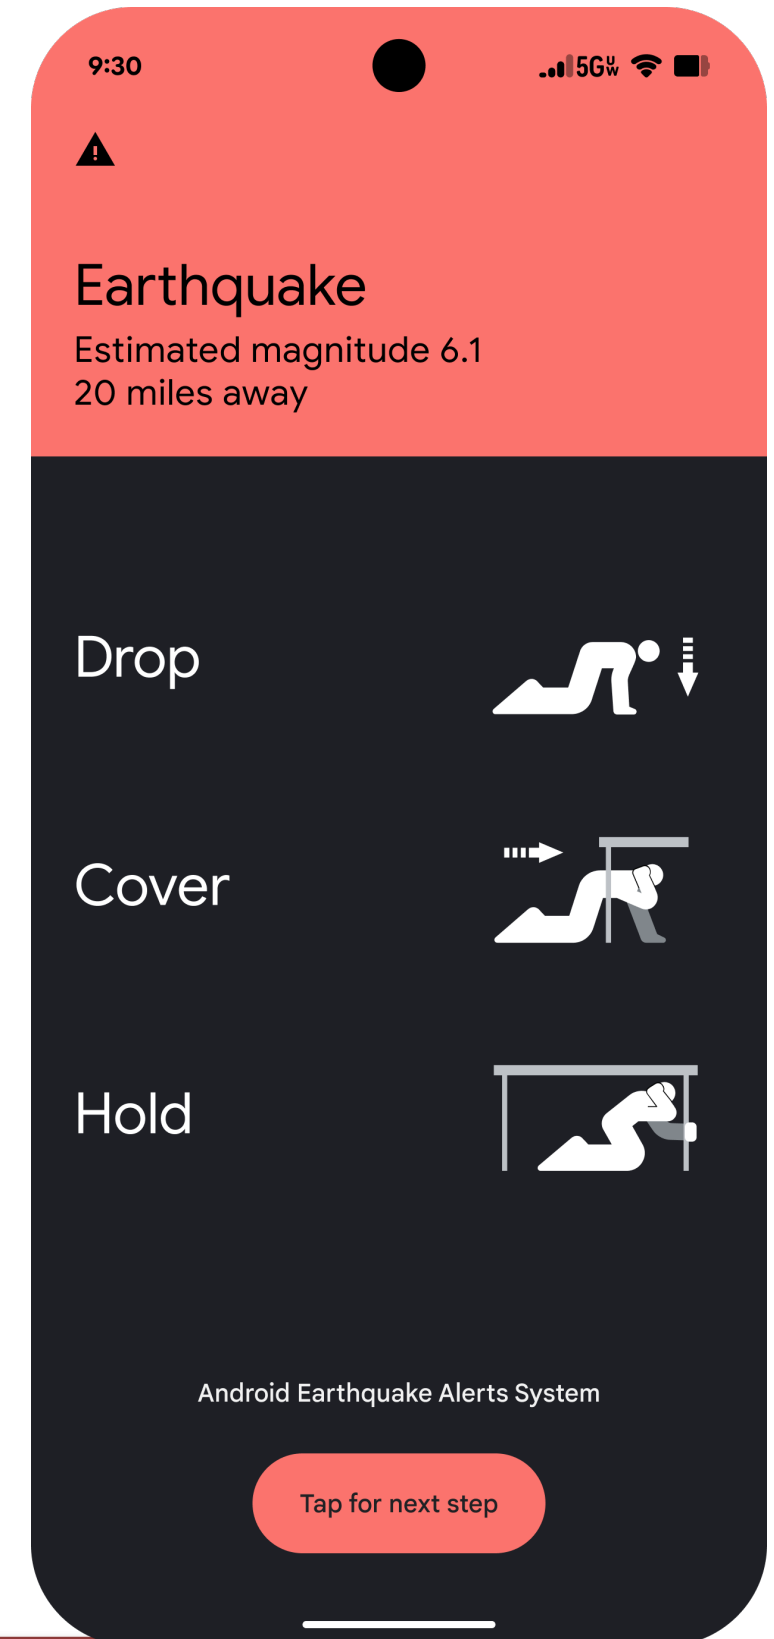 9:30
5G UW
Earthquake
Estimated magnitude 6.1
20 miles away
Drop
Cover
Hold
Android Earthquake Alerts System
Tap for next step